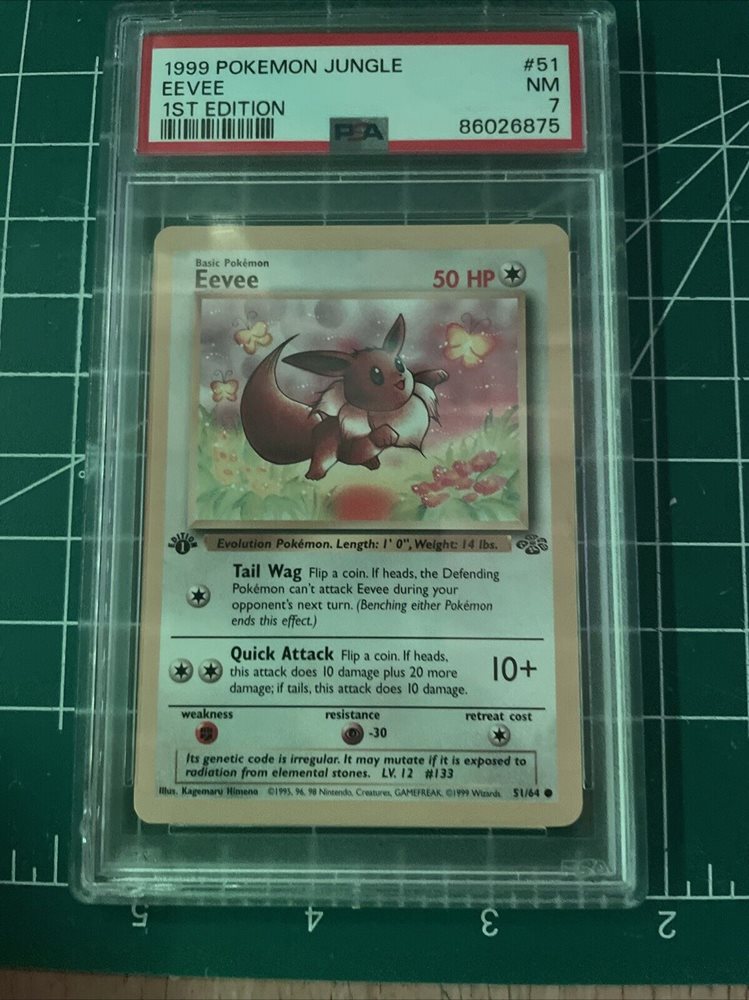 1999 POKEMON JUNGLE #51
EEVEE NM
1ST EDITION 7
PSA 86026875
Basic Pokémon
Eevee 50 HP
EDITION 1
Evolution Pokémon. Length: 1' 0", Weight: 14 lbs.
Tail Wag Flip a coin. If heads, the Defending
Pokémon can't attack Eevee during your
opponent's next turn. (Benching either Pokémon
ends this effect.)
Quick Attack Flip a coin. If heads,
this attack does 10 damage plus 20 more
damage; if tails, this attack does 10 damage.
10+
weakness resistance retreat cost
-30
Its genetic code is irregular. It may mutate if it is exposed to
radiation from elemental stones. LV. 12 #133
Illus. Kagemaru Himeno ©1995, 96, 98 Nintendo, Creatures, GAMEFREAK. ©1999 Wizards. 51/64
PSA
5 4 3 2